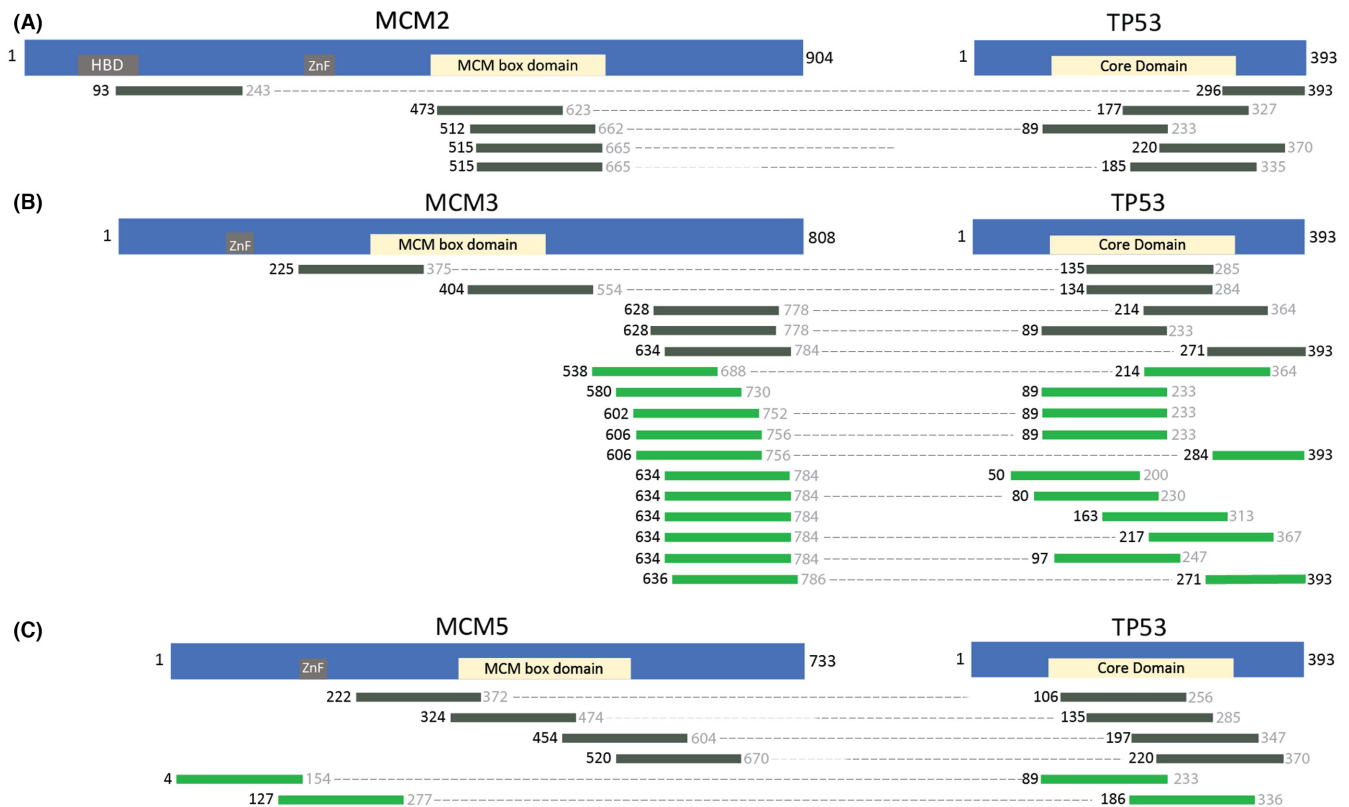 (A) MCM2 TP53
1 904 1 393
HBD ZnF MCM box domain Core Domain
93 243 296 393
473 623 177 327
512 662 89 233
515 665 220 370
515 665 185 335
(B) MCM3 TP53
1 808 1 393
ZnF MCM box domain Core Domain
225 375 135 285
404 554 134 284
628 778 214 364
628 778 89 233
634 784 271 393
538 688 214 364
580 730 89 233
602 752 89 233
606 756 89 233
606 756 284 393
634 784 50 200
634 784 80 230
634 784 163 313
634 784 217 367
634 784 97 247
636 786 271 393
(C) MCM5 TP53
1 733 1 393
ZnF MCM box domain Core Domain
222 372 106 256
324 474 135 285
454 604 197 347
520 670 220 370
4 154 89 233
127 277 186 336